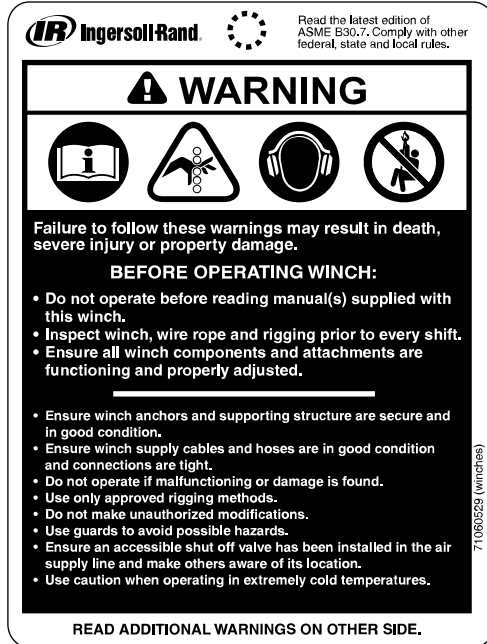 IR Ingersoll-Rand®
Read the latest edition of
ASME B30.7. Comply with other
federal, state and local rules.
WARNING
Failure to follow these warnings may result in death,
severe injury or property damage.
BEFORE OPERATING WINCH:
• Do not operate before reading manual(s) supplied with
this winch.
• Inspect winch, wire rope and rigging prior to every shift.
• Ensure all winch components and attachments are
functioning and properly adjusted.
• Ensure winch anchors and supporting structure are secure and
in good condition.
• Ensure winch supply cables and hoses are in good condition
and connections are tight.
• Do not operate if malfunctioning or damage is found.
• Use only approved rigging methods.
• Do not make unauthorized modifications.
• Use guards to avoid possible hazards.
• Ensure an accessible shut off valve has been installed in the air
supply line and make others aware of its location.
• Use caution when operating in extremely cold temperatures.
71060529 (winches)
READ ADDITIONAL WARNINGS ON OTHER SIDE.